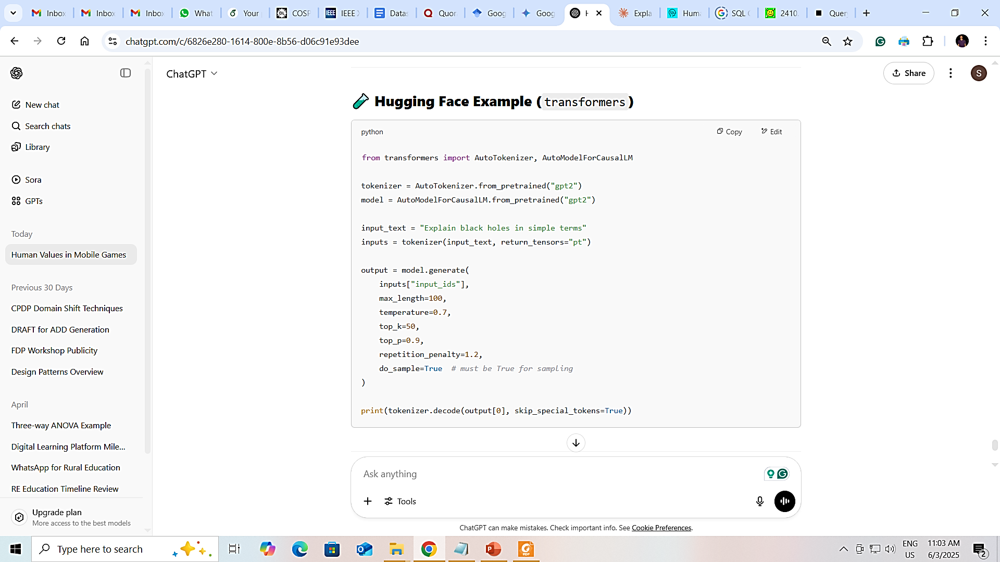 Inbo
Inbo
Inbo
What
Your
COSP
IEEE X
Datas
Quor
Goog
Goog
H
Expla
Hum
SQL
2410.
Quer
chatgpt.com/c/6826e280-1614-800e-8b56-d06c91e93dee
ChatGPT
Share
S
New chat
Search chats
Library
Sora
GPTs
Today
Human Values in Mobile Games
Previous 30 Days
CPDP Domain Shift Techniques
DRAFT for ADD Generation
FDP Workshop Publicity
Design Patterns Overview
April
Three-way ANOVA Example
Digital Learning Platform Mile...
WhatsApp for Rural Education
RE Education Timeline Review
Upgrade plan
More access to the best models
Hugging Face Example (transformers)
python
Copy
Edit
from transformers import AutoTokenizer, AutoModelForCausalLM
tokenizer = AutoTokenizer.from_pretrained("gpt2")
model = AutoModelForCausalLM.from_pretrained("gpt2")
input_text = "Explain black holes in simple terms"
inputs = tokenizer(input_text, return_tensors="pt")
output = model.generate(
    inputs["input_ids"],
    max_length=100,
    temperature=0.7,
    top_k=50,
    top_p=0.9,
    repetition_penalty=1.2,
    do_sample=True  # must be True for sampling
)
print(tokenizer.decode(output[0], skip_special_tokens=True))
Ask anything
Tools
ChatGPT can make mistakes. Check important info. See Cookie Preferences.
Type here to search
ENG
US
11:03 AM
6/3/2025
2